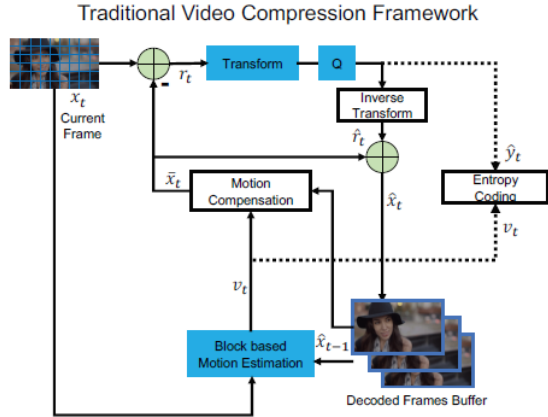 Traditional Video Compression Framework
x_t
Current
Frame
-
r_t
Transform
Q
Inverse
Transform
r̂_t
x̄_t
Motion
Compensation
x̂_t
ŷ_t
Entropy
Coding
v_t
v_t
Block based
Motion Estimation
x̂_{t−1}
Decoded Frames Buffer